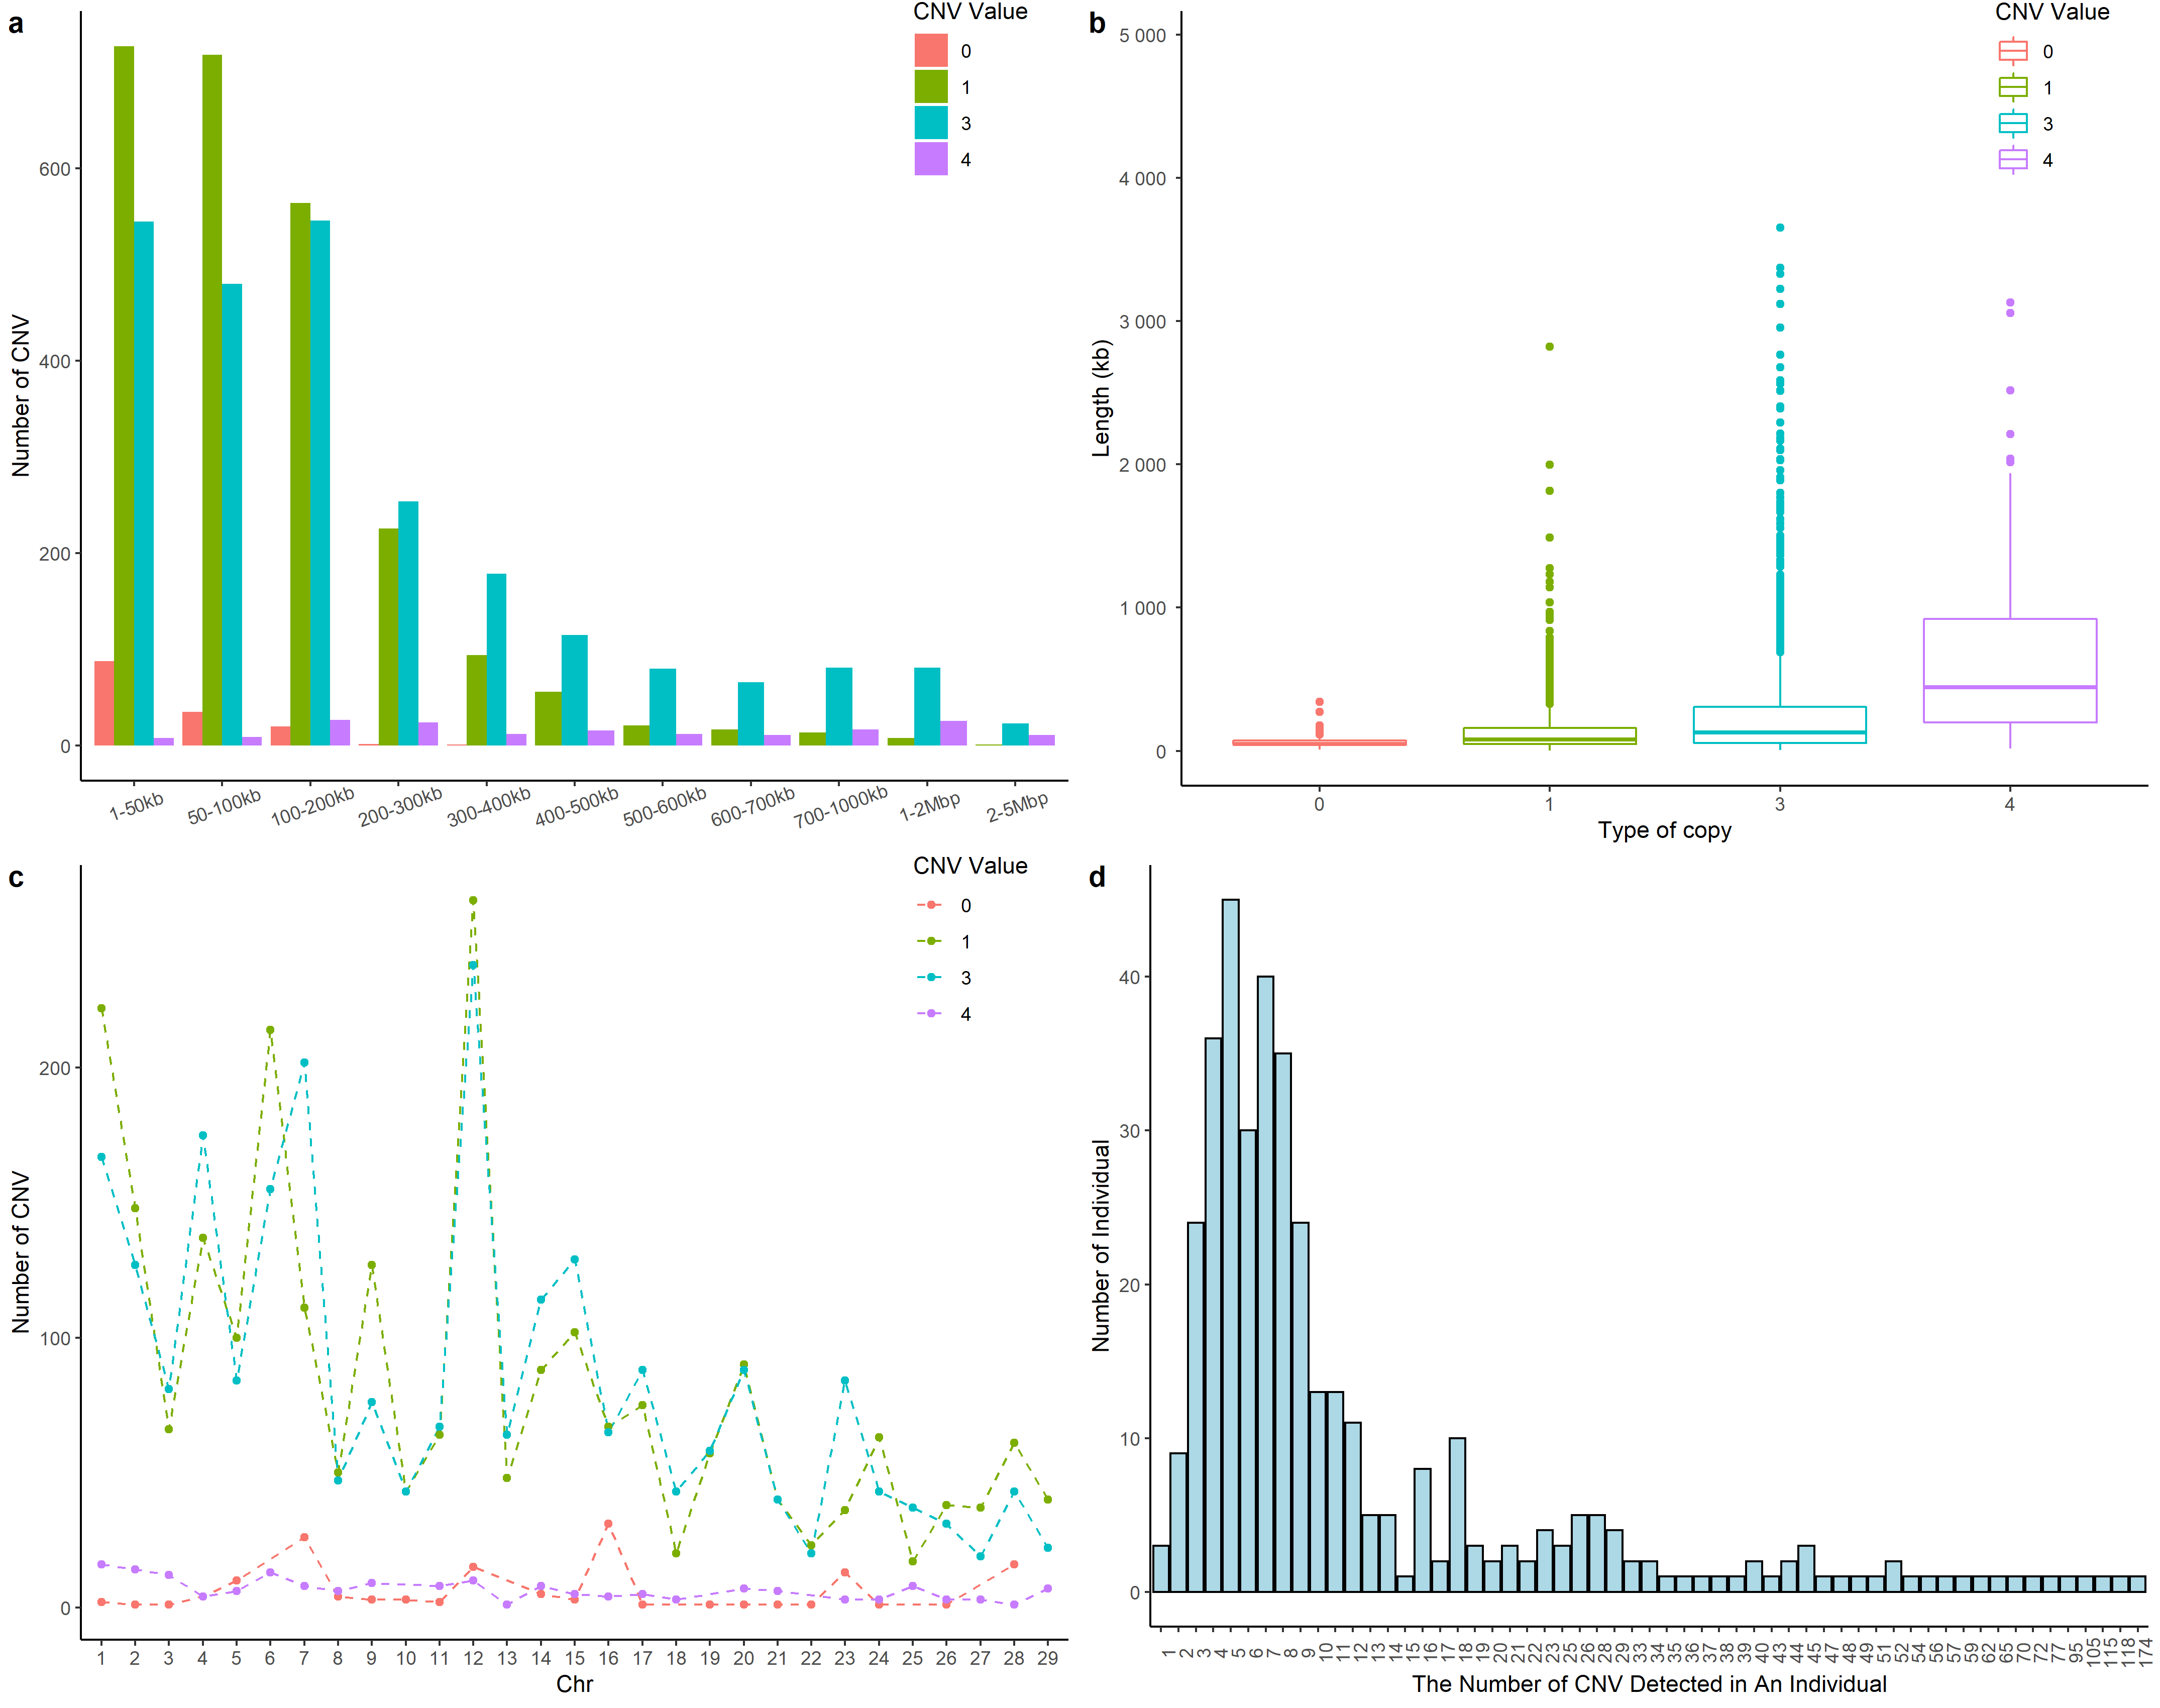 a
CNV Value
0
1
3
4
Number of CNV
600
400
200
0
1-50kb 50-100kb 100-200kb 200-300kb 300-400kb 400-500kb 500-600kb 600-700kb 700-1000kb 1-2Mbp 2-5Mbp
b
CNV Value
0
1
3
4
Length (kb)
5 000
4 000
3 000
2 000
1 000
0
0 1 3 4
Type of copy
c
CNV Value
0
1
3
4
Number of CNV
200
100
0
1 2 3 4 5 6 7 8 9 10 11 12 13 14 15 16 17 18 19 20 21 22 23 24 25 26 27 28 29
Chr
d
Number of Individual
40
30
20
10
0
1 2 3 4 5 6 7 8 9 10 11 12 13 14 15 16 17 18 19 20 21 22 23 25 26 28 29 33 34 35 36 37 38 39 40 43 44 45 47 48 49 51 52 54 56 57 59 62 65 70 72 77 95 105 115 118 174
The Number of CNV Detected in An Individual